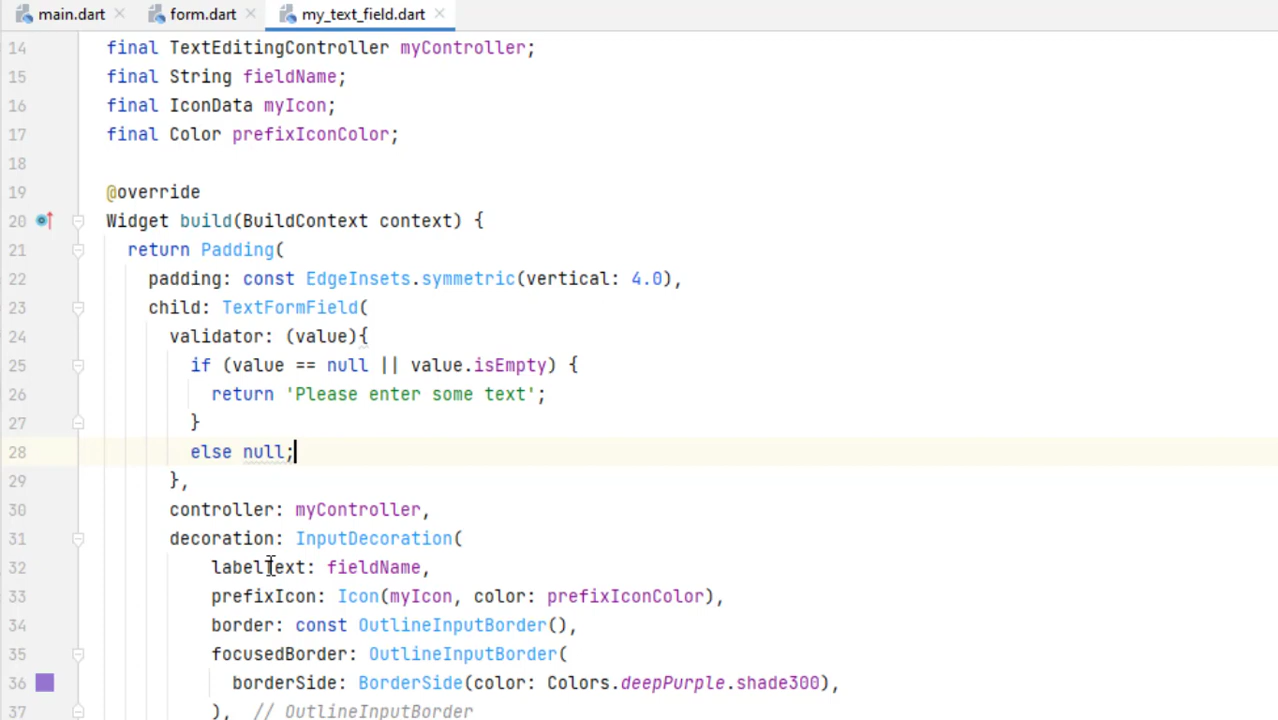 main.dart form.dart my_text_field.dart
14 final TextEditingController myController;
15 final String fieldName;
16 final IconData myIcon;
17 final Color prefixIconColor;
18
19 @override
20 Widget build(BuildContext context) {
21 return Padding(
22 padding: const EdgeInsets.symmetric(vertical: 4.0),
23 child: TextFormField(
24 validator: (value){
25 if (value == null || value.isEmpty) {
26 return 'Please enter some text';
27 }
28 else null;
29 },
30 controller: myController,
31 decoration: InputDecoration(
32 labelText: fieldName,
33 prefixIcon: Icon(myIcon, color: prefixIconColor),
34 border: const OutlineInputBorder(),
35 focusedBorder: OutlineInputBorder(
36 borderSide: BorderSide(color: Colors.deepPurple.shade300),
37 ), // OutlineInputBorder